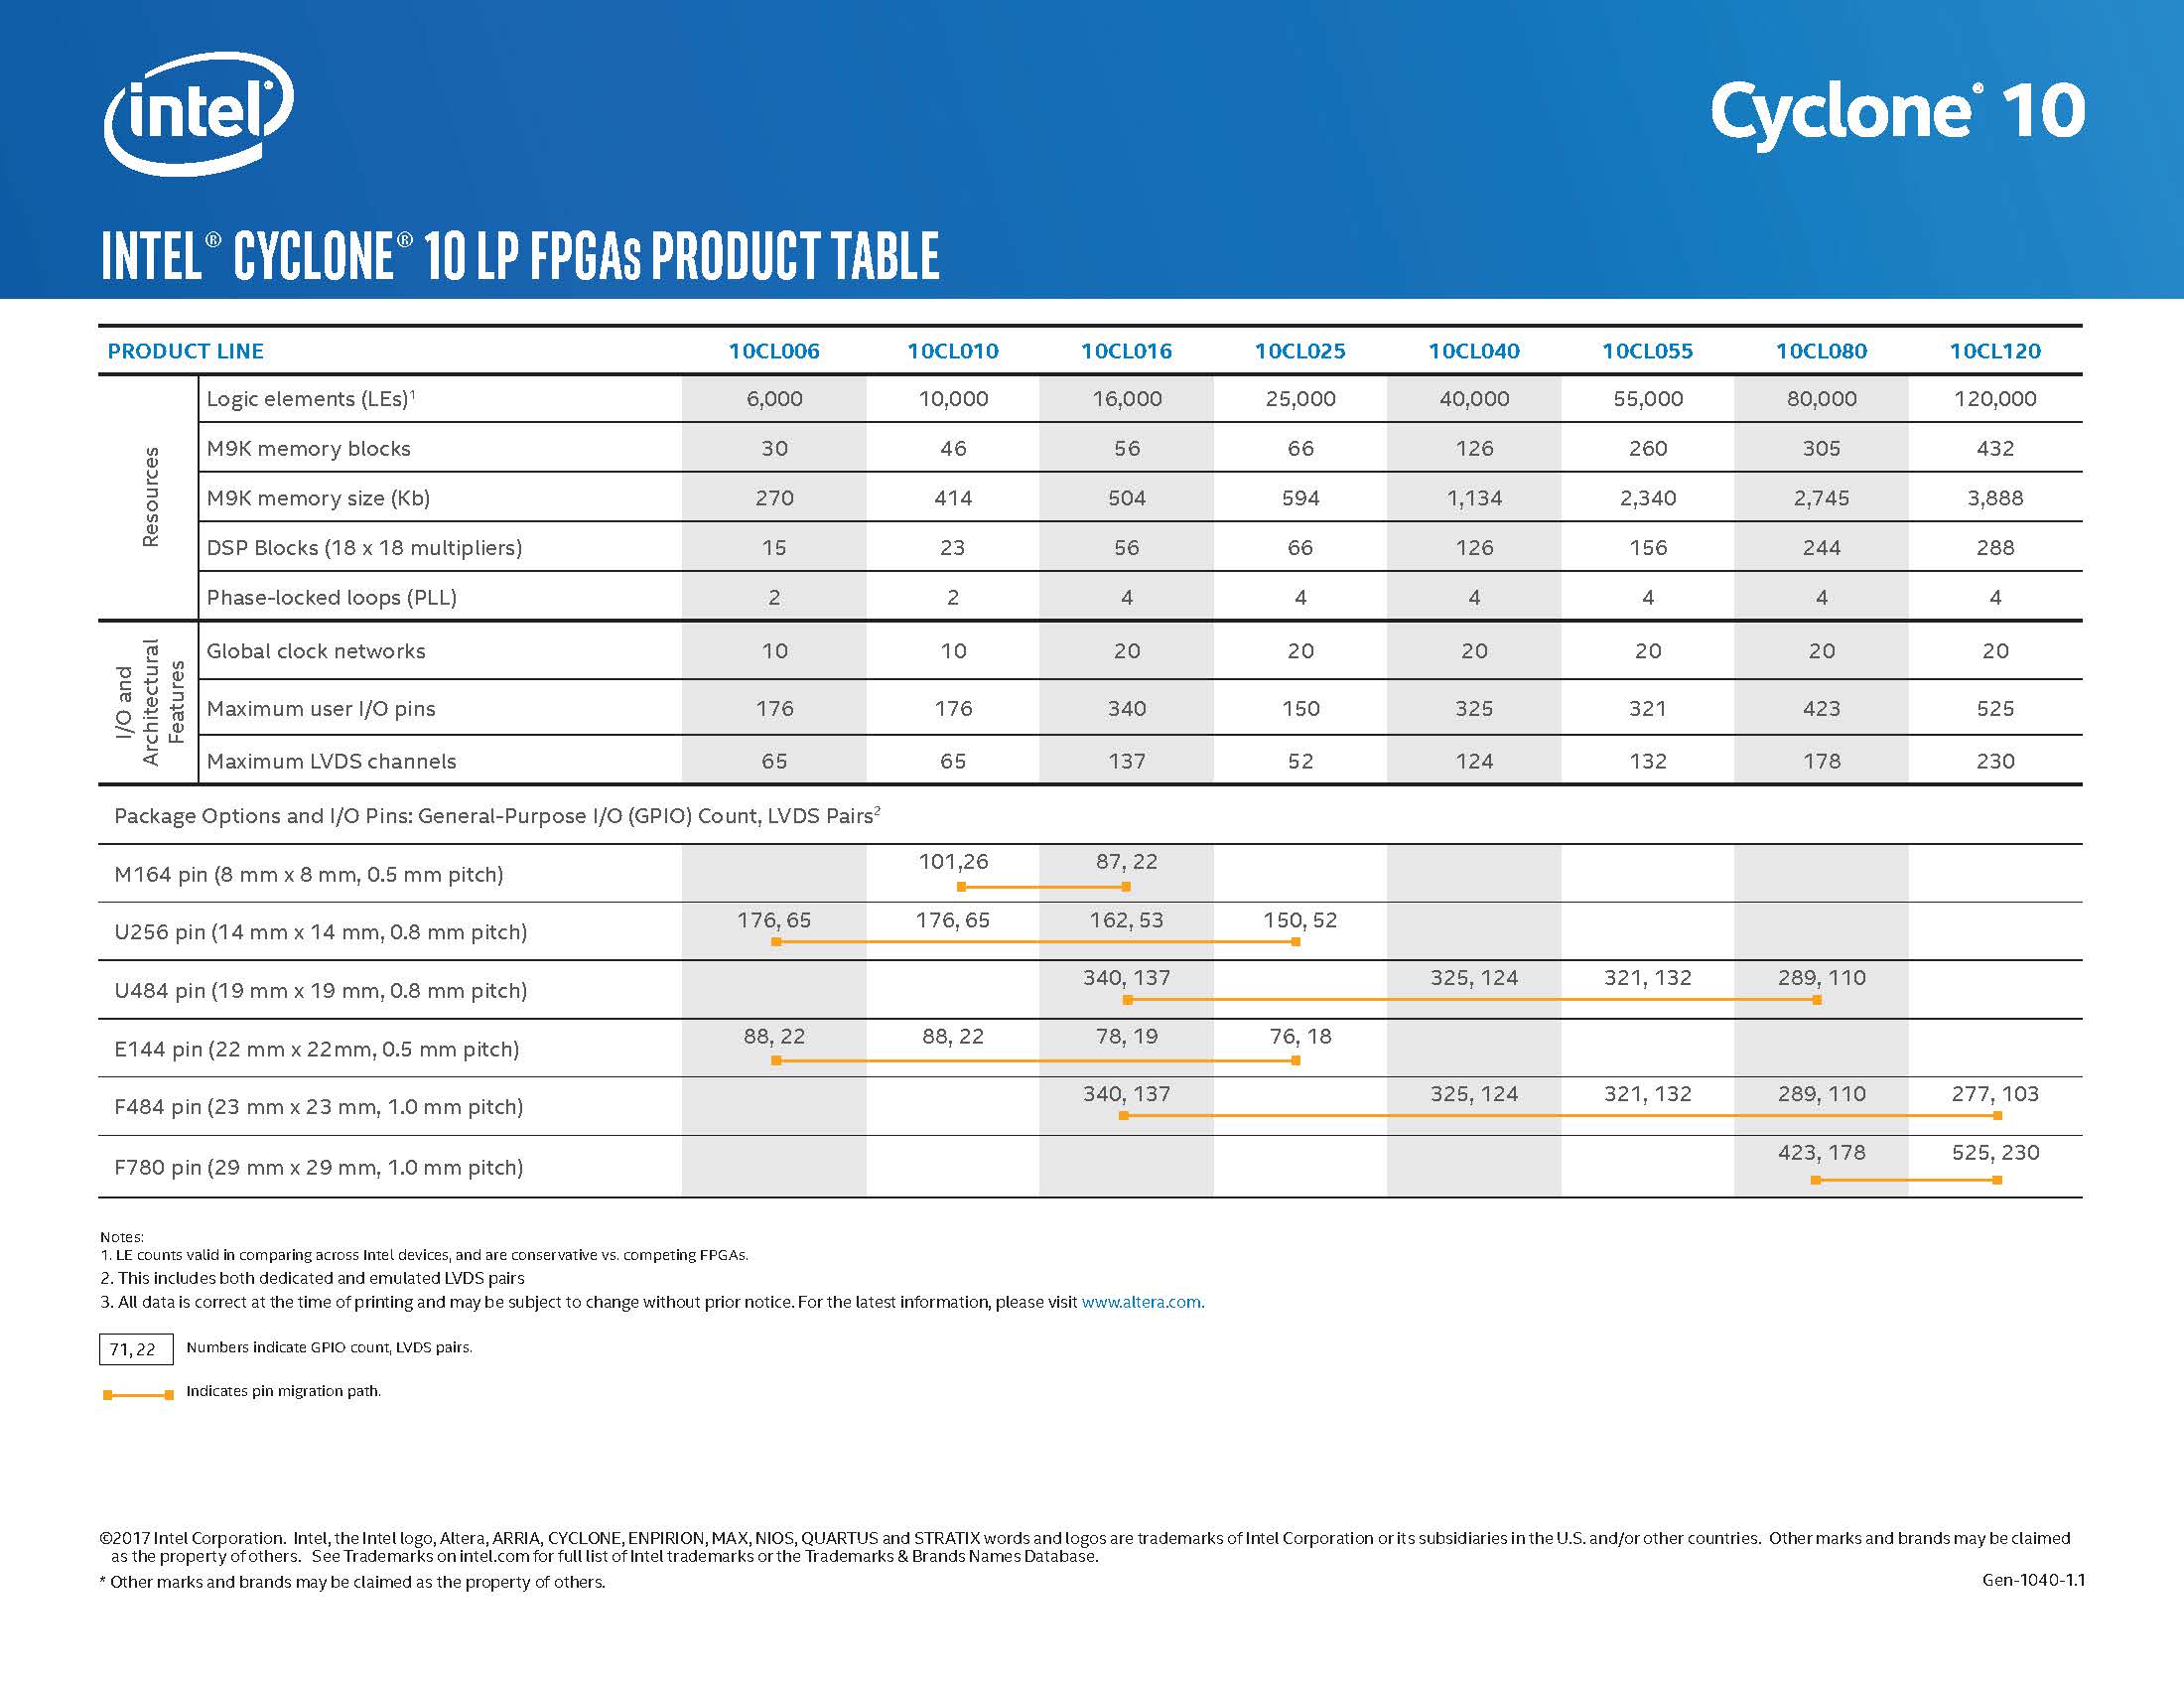 intel®
Cyclone® 10
INTEL® CYCLONE® 10 LP FPGAs PRODUCT TABLE
PRODUCT LINE 10CL006 10CL010 10CL016 10CL025 10CL040 10CL055 10CL080 10CL120
Resources
Logic elements (LEs)¹ 6,000 10,000 16,000 25,000 40,000 55,000 80,000 120,000
M9K memory blocks 30 46 56 66 126 260 305 432
M9K memory size (Kb) 270 414 504 594 1,134 2,340 2,745 3,888
DSP Blocks (18 x 18 multipliers) 15 23 56 66 126 156 244 288
Phase-locked loops (PLL) 2 2 4 4 4 4 4 4
I/O and
Architectural
Features
Global clock networks 10 10 20 20 20 20 20 20
Maximum user I/O pins 176 176 340 150 325 321 423 525
Maximum LVDS channels 65 65 137 52 124 132 178 230
Package Options and I/O Pins: General-Purpose I/O (GPIO) Count, LVDS Pairs²
M164 pin (8 mm x 8 mm, 0.5 mm pitch) 101,26 87, 22
U256 pin (14 mm x 14 mm, 0.8 mm pitch) 176, 65 176, 65 162, 53 150, 52
U484 pin (19 mm x 19 mm, 0.8 mm pitch) 340, 137 325, 124 321, 132 289, 110
E144 pin (22 mm x 22mm, 0.5 mm pitch) 88, 22 88, 22 78, 19 76, 18
F484 pin (23 mm x 23 mm, 1.0 mm pitch) 340, 137 325, 124 321, 132 289, 110 277, 103
F780 pin (29 mm x 29 mm, 1.0 mm pitch) 423, 178 525, 230
Notes:
1. LE counts valid in comparing across Intel devices, and are conservative vs. competing FPGAs.
2. This includes both dedicated and emulated LVDS pairs
3. All data is correct at the time of printing and may be subject to change without prior notice. For the latest information, please visit www.altera.com.
71, 22 Numbers indicate GPIO count, LVDS pairs.
Indicates pin migration path.
©2017 Intel Corporation. Intel, the Intel logo, Altera, ARRIA, CYCLONE, ENPIRION, MAX, NIOS, QUARTUS and STRATIX words and logos are trademarks of Intel Corporation or its subsidiaries in the U.S. and/or other countries. Other marks and brands may be claimed
as the property of others. See Trademarks on intel.com for full list of Intel trademarks or the Trademarks & Brands Names Database.
* Other marks and brands may be claimed as the property of others.
Gen-1040-1.1